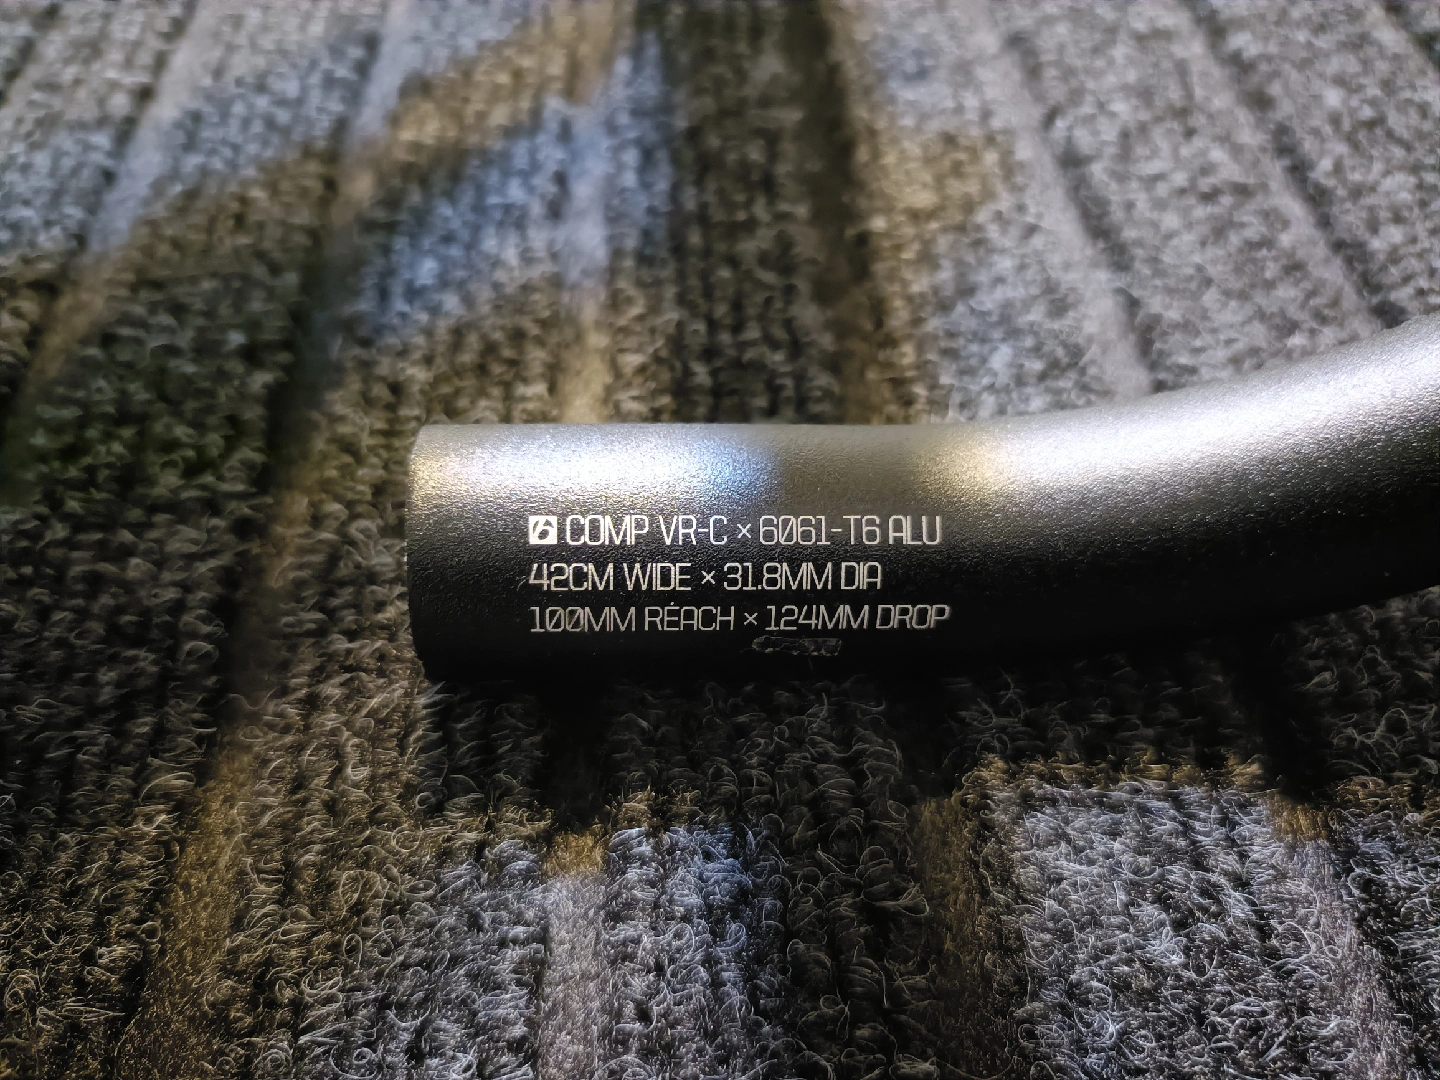 COMP VR-C × 6061-T6 ALU
42CM WIDE × 31.8MM DIA
100MM REACH × 124MM DROP